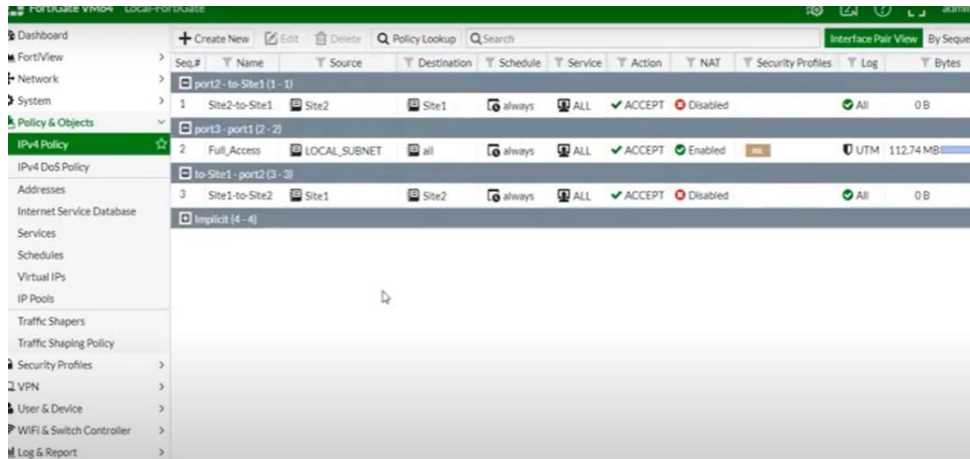 FortiGate VM64 Local-FortiGate admin
Dashboard
FortiView
Network
System
Policy & Objects
IPv4 Policy
IPv4 DoS Policy
Addresses
Internet Service Database
Services
Schedules
Virtual IPs
IP Pools
Traffic Shapers
Traffic Shaping Policy
Security Profiles
VPN
User & Device
WiFi & Switch Controller
Log & Report
Create New Edit Delete Policy Lookup Search Interface Pair View By Seque
Seq.# Name Source Destination Schedule Service Action NAT Security Profiles Log Bytes
port2 - to-Site1 (1 - 1)
1 Site2-to-Site1 Site2 Site1 always ALL ACCEPT Disabled All 0 B
port3 - port1 (2 - 2)
2 Full_Access LOCAL_SUBNET all always ALL ACCEPT Enabled UTM 112.74 MB
to-Site1 - port2 (3 - 3)
3 Site1-to-Site2 Site1 Site2 always ALL ACCEPT Disabled All 0 B
Implicit (4 - 4)